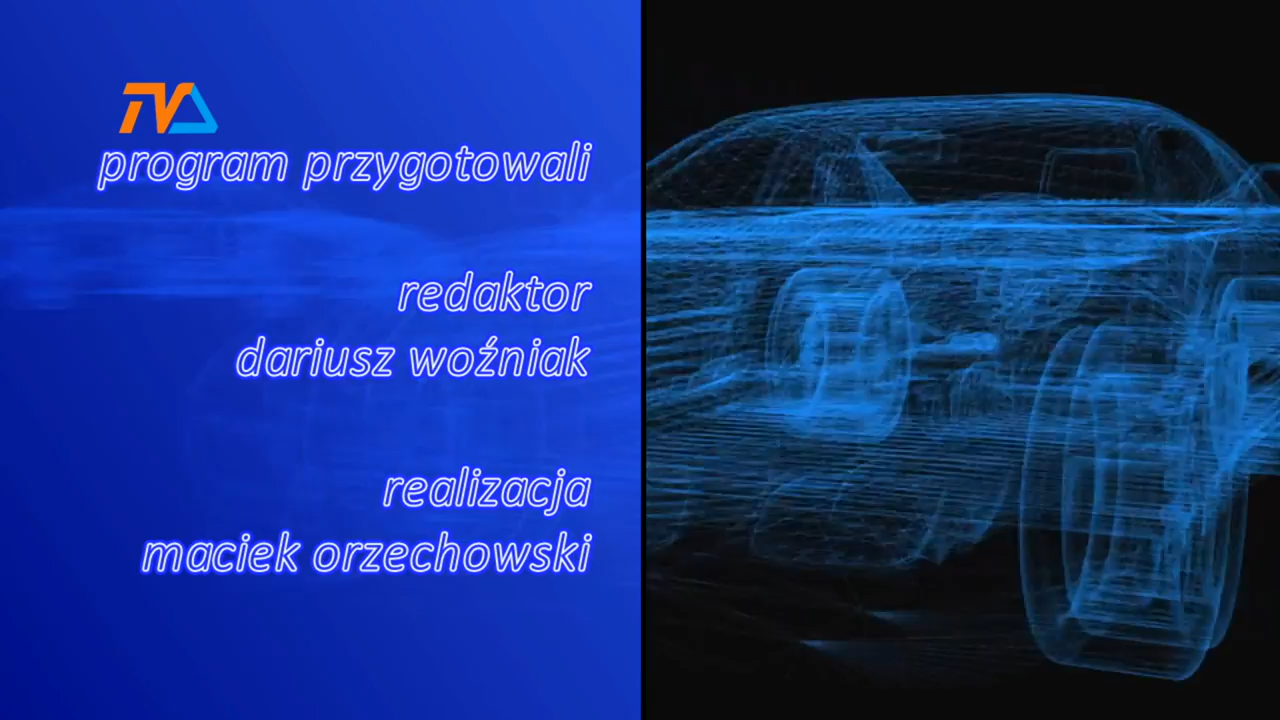 TVA
program przygotowali
redaktor
dariusz woźniak
realizacja
maciek orzechowski